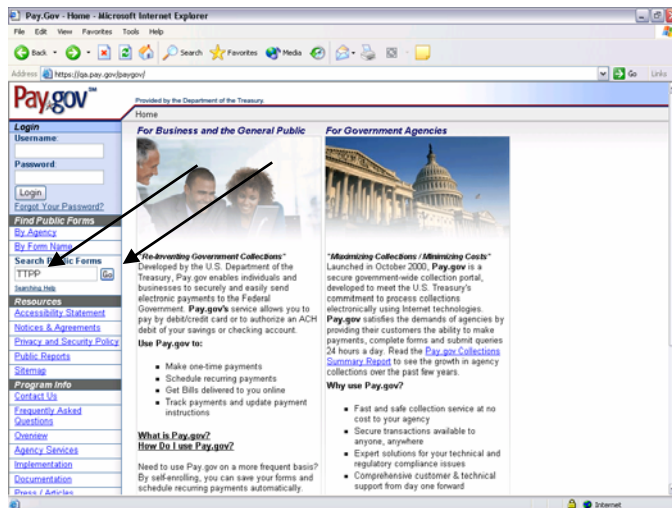 Pay.Gov - Home - Microsoft Internet Explorer
File Edit View Favorites Tools Help
Back Search Favorites Media
Address https://qa.pay.gov/paygov/ Go Links
Pay.gov™
Provided by the Department of the Treasury.
Home
Login
Username:
Password:
Login
Forgot Your Password?
Find Public Forms
By Agency
By Form Name
Search Public Forms
TTPP Go
Searching Help
Resources
Accessibility Statement
Notices & Agreements
Privacy and Security Policy
Public Reports
Sitemap
Program Info
Contact Us
Frequently Asked
Questions
Overview
Agency Services
Implementation
Documentation
Press / Articles
For Business and the General Public
"Re-Inventing Government Collections"
Developed by the U.S. Department of the
Treasury, Pay.gov enables individuals and
businesses to securely and easily send
electronic payments to the Federal
Government. Pay.gov's service allows you to
pay by debit/credit card or to authorize an ACH
debit of your savings or checking account.
Use Pay.gov to:
Make one-time payments
Schedule recurring payments
Get Bills delivered to you online
Track payments and update payment
instructions
What is Pay.gov?
How Do I use Pay.gov?
Need to use Pay.gov on a more frequent basis?
By self-enrolling, you can save your forms and
schedule recurring payments automatically.
For Government Agencies
"Maximizing Collections / Minimizing Costs"
Launched in October 2000, Pay.gov is a
secure government-wide collection portal,
developed to meet the U.S. Treasury's
commitment to process collections
electronically using Internet technologies.
Pay.gov satisfies the demands of agencies by
providing their customers the ability to make
payments, complete forms and submit queries
24 hours a day. Read the Pay.gov Collections
Summary Report to see the growth in agency
collections over the past few years.
Why use Pay.gov?
Fast and safe collection service at no
cost to your agency
Secure transactions available to
anyone, anywhere
Expert solutions for your technical and
regulatory compliance issues
Comprehensive customer & technical
support from day one forward
Internet